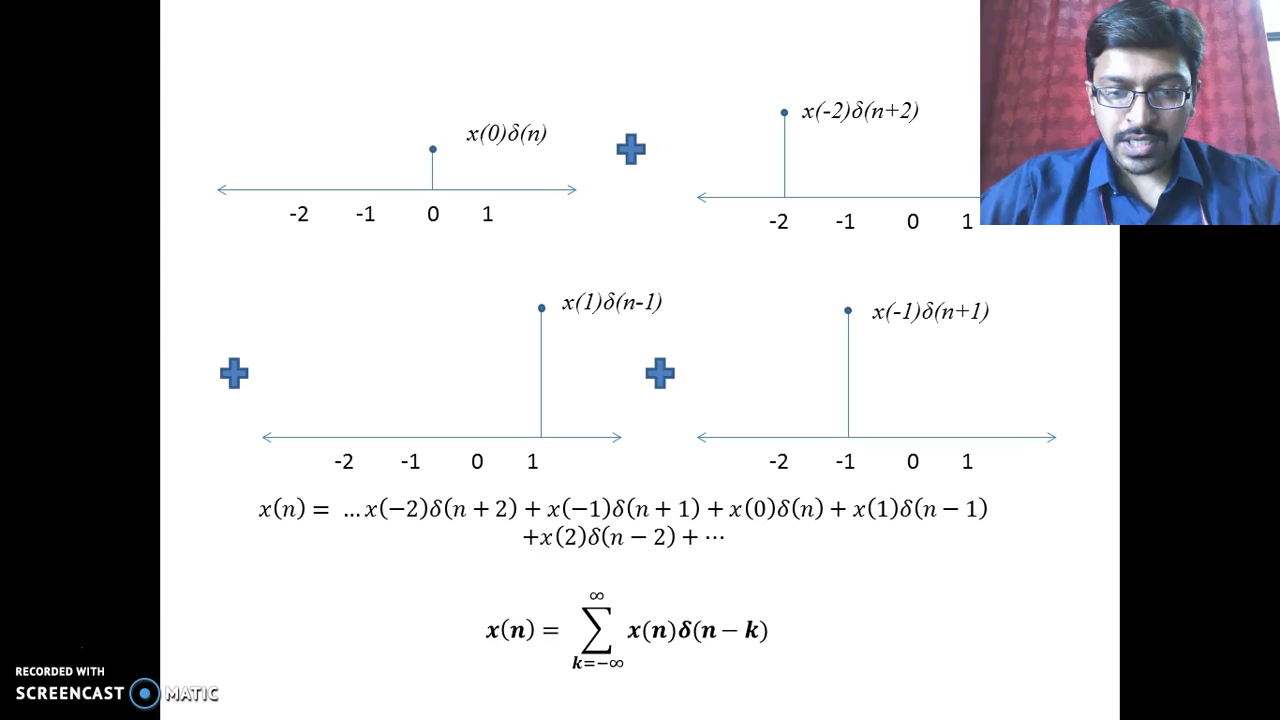 x(0)δ(n)
x(-2)δ(n+2)
-2 -1 0 1
-2 -1 0 1
x(1)δ(n-1)
x(-1)δ(n+1)
-2 -1 0 1
-2 -1 0 1
x(n) = …x(−2)δ(n + 2) + x(−1)δ(n + 1) + x(0)δ(n) + x(1)δ(n − 1)
+x(2)δ(n − 2) + ⋯
∞
x(n) = ∑ x(n)δ(n − k)
k=−∞
RECORDED WITH
SCREENCAST MATIC